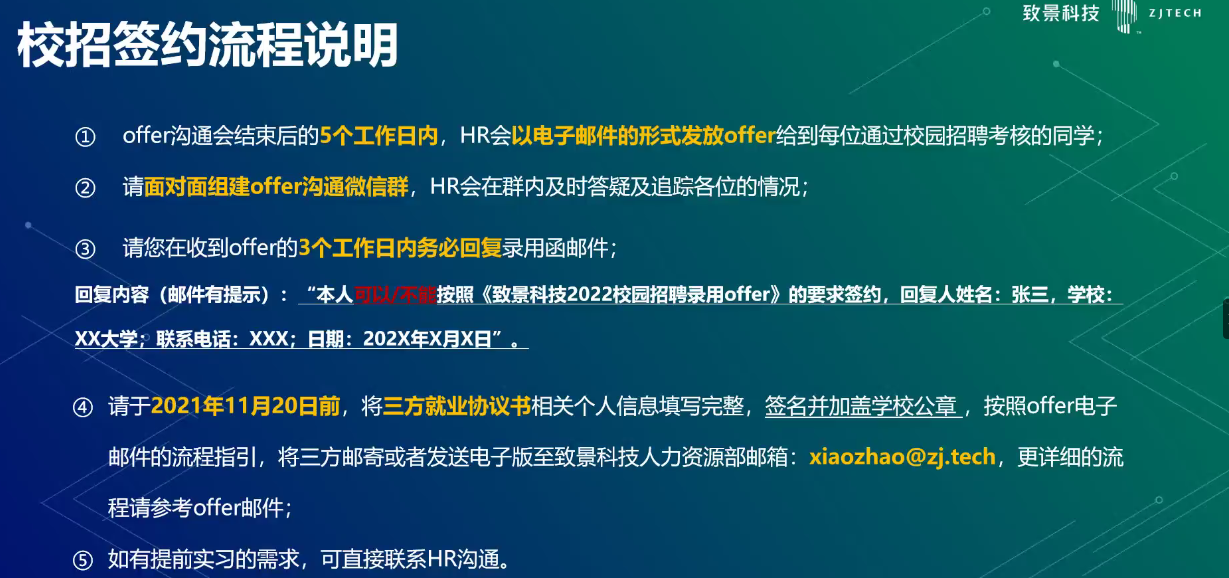 致景科技 ZJTECH
校招签约流程说明
① offer沟通会结束后的5个工作日内，HR会以电子邮件的形式发放offer给到每位通过校园招聘考核的同学；
② 请面对面组建offer沟通微信群，HR会在群内及时答疑及追踪各位的情况；
③ 请您在收到offer的3个工作日内务必回复录用函邮件；
回复内容（邮件有提示）：“本人可以/不能按照《致景科技2022校园招聘录用offer》的要求签约，回复人姓名：张三，学校：
XX大学；联系电话：XXX；日期：202X年X月X日”。
④ 请于2021年11月20日前，将三方就业协议书相关个人信息填写完整，签名并加盖学校公章，按照offer电子
邮件的流程指引，将三方邮寄或者发送电子版至致景科技人力资源部邮箱：xiaozhao@zj.tech，更详细的流
程请参考offer邮件；
⑤ 如有提前实习的需求，可直接联系HR沟通。